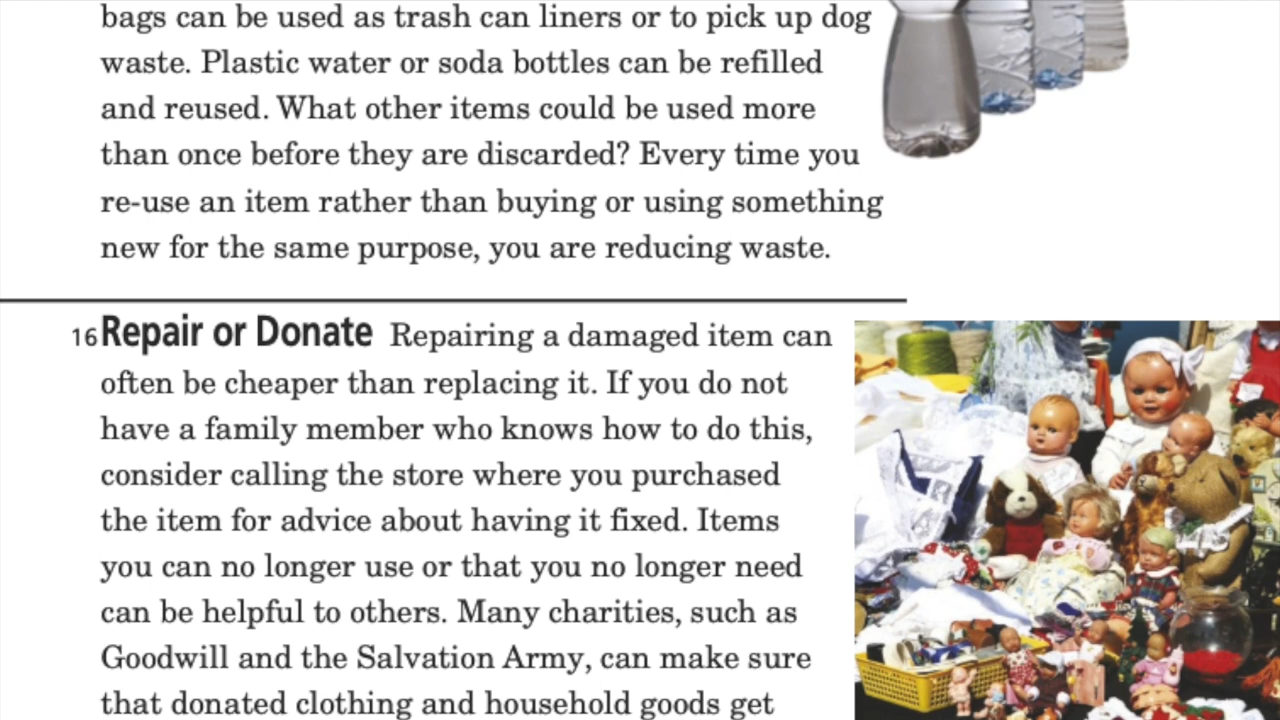 bags can be used as trash can liners or to pick up dog
waste. Plastic water or soda bottles can be refilled
and reused. What other items could be used more
than once before they are discarded? Every time you
re-use an item rather than buying or using something
new for the same purpose, you are reducing waste.
16 Repair or Donate Repairing a damaged item can
often be cheaper than replacing it. If you do not
have a family member who knows how to do this,
consider calling the store where you purchased
the item for advice about having it fixed. Items
you can no longer use or that you no longer need
can be helpful to others. Many charities, such as
Goodwill and the Salvation Army, can make sure
that donated clothing and household goods get